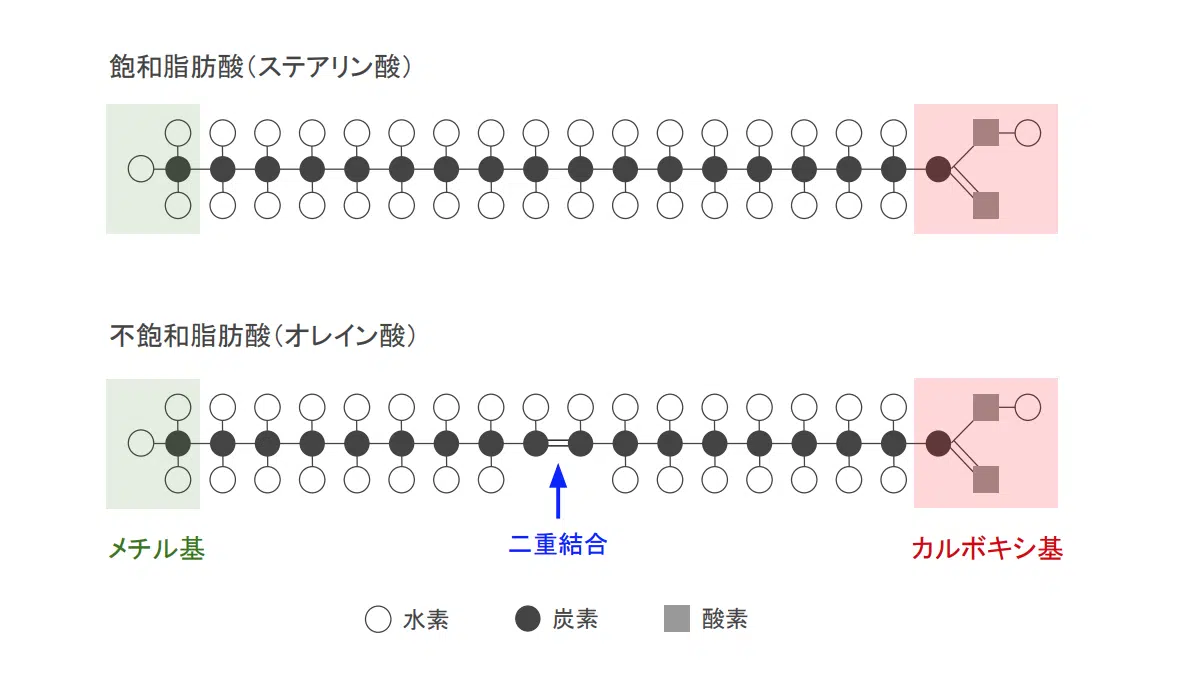 飽和脂肪酸（ステアリン酸）
不飽和脂肪酸（オレイン酸）
メチル基
二重結合
カルボキシ基
水素
炭素
酸素